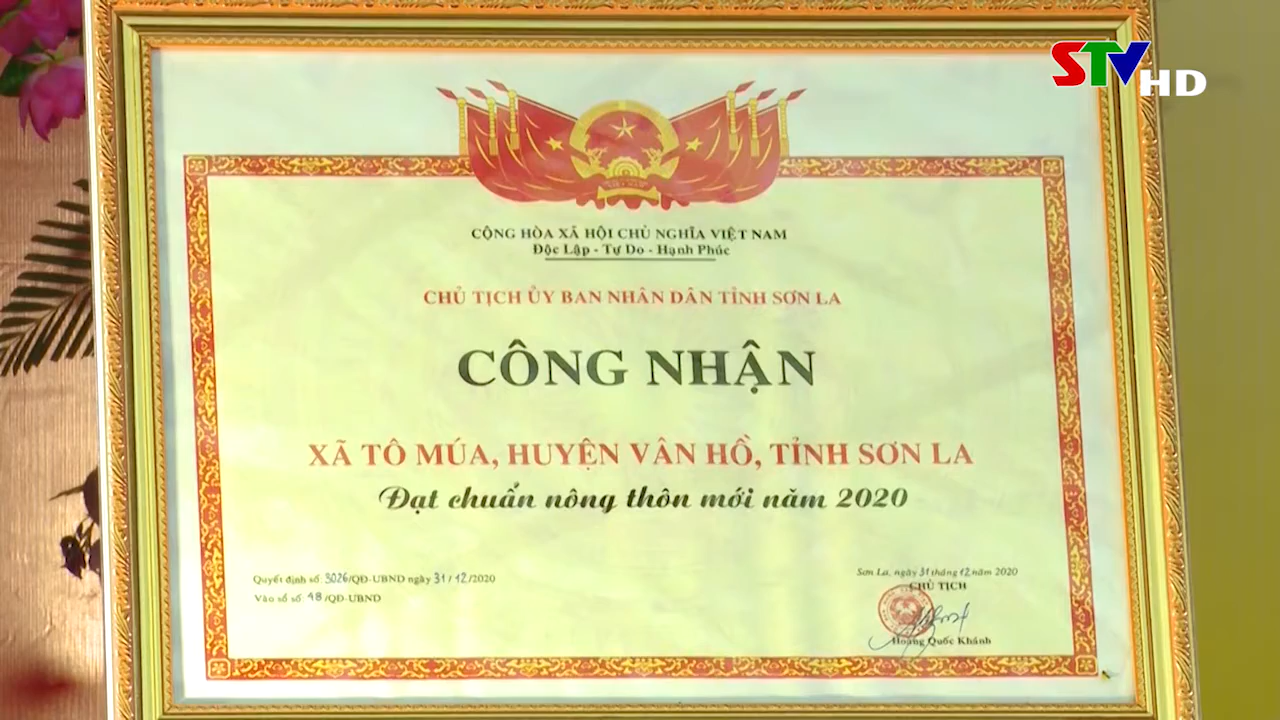 STV HD
CỘNG HÒA XÃ HỘI CHỦ NGHĨA VIỆT NAM
Độc Lập - Tự Do - Hạnh Phúc
CHỦ TỊCH ỦY BAN NHÂN DÂN TỈNH SƠN LA
CÔNG NHẬN
XÃ TÔ MÚA, HUYỆN VÂN HỒ, TỈNH SƠN LA
Đạt chuẩn nông thôn mới năm 2020
Quyết định số 3026/QĐ-UBND ngày 31/12/2020
Vào sổ số 48/QĐ-UBND
Sơn La, ngày 31 tháng 12 năm 2020
CHỦ TỊCH
Hoàng Quốc Khánh